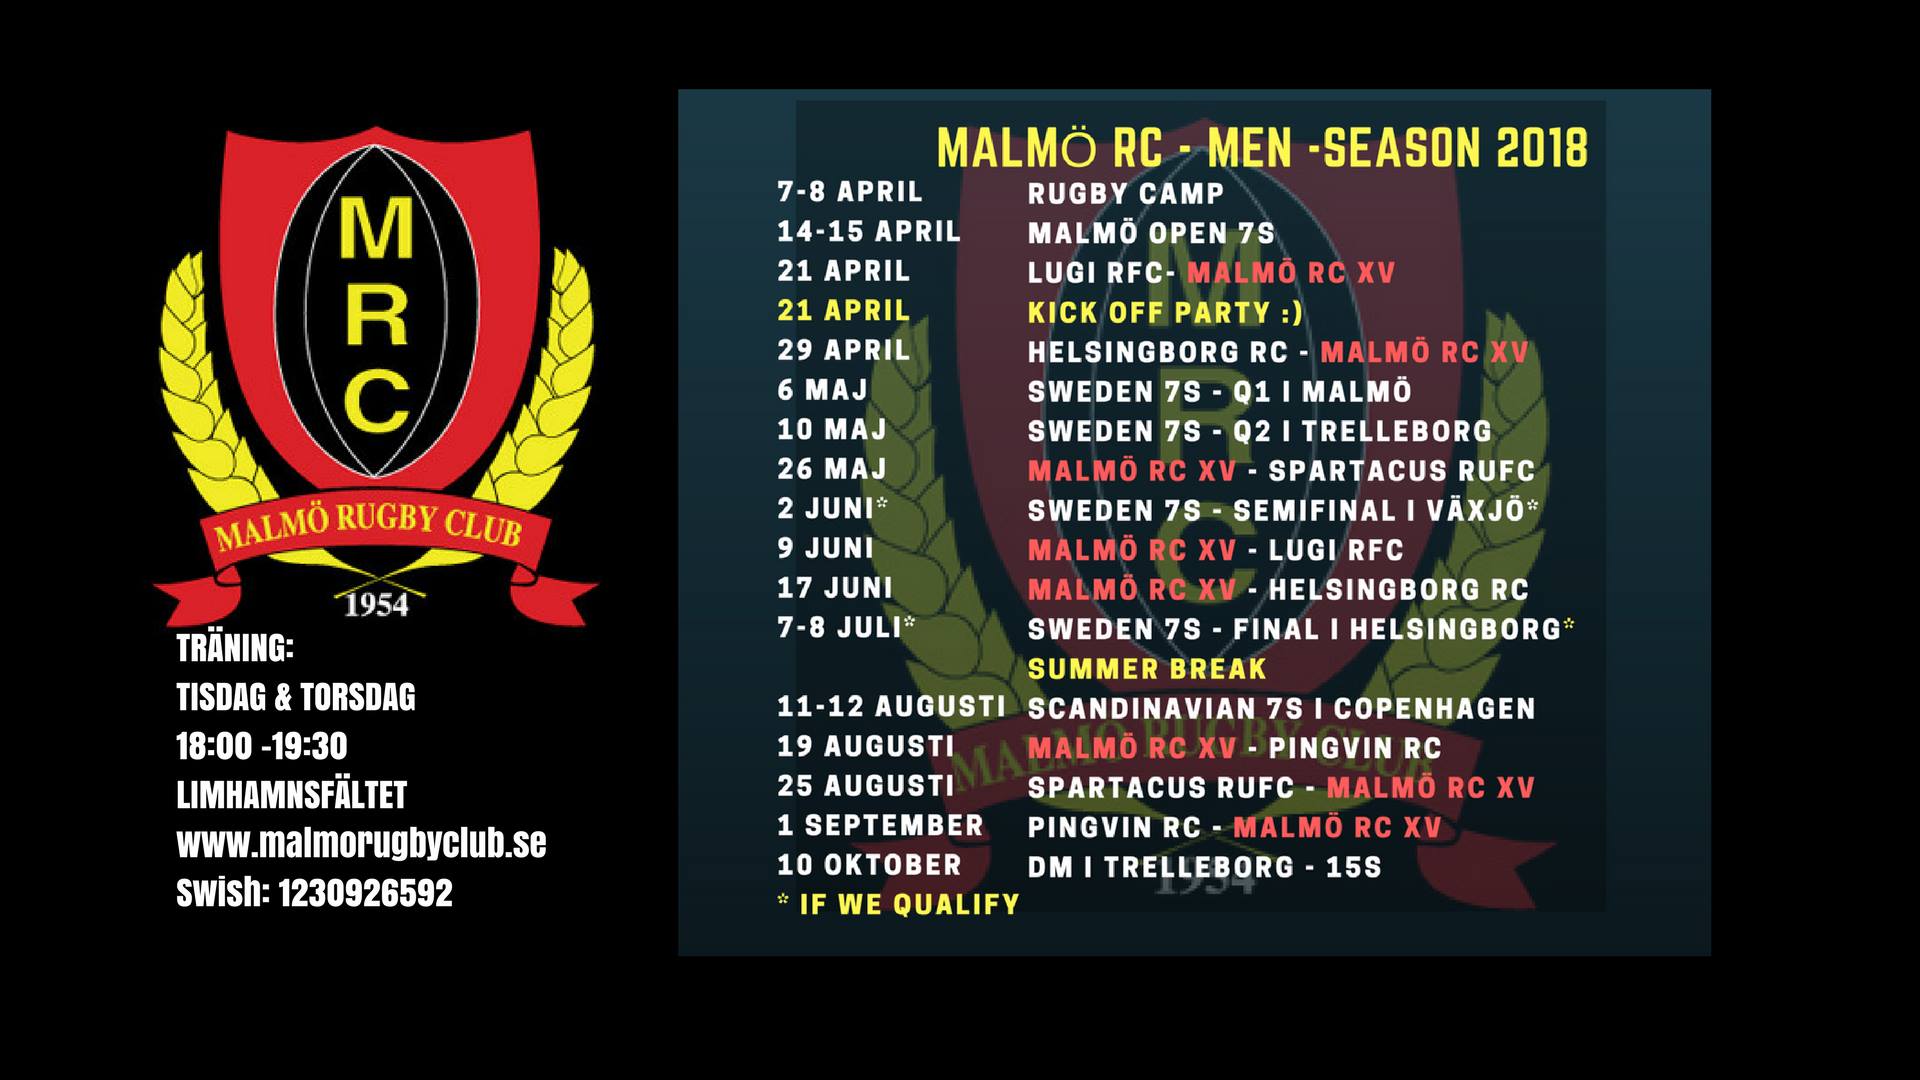 M
R
C
MALMÖ RUGBY CLUB
1954
TRÄNING:
TISDAG & TORSDAG
18:00 -19:30
LIMHAMNSFÄLTET
www.malmorugbyclub.se
Swish: 1230926592
MALMÖ RC - MEN -SEASON 2018
7-8 APRIL RUGBY CAMP
14-15 APRIL MALMÖ OPEN 7S
21 APRIL LUGI RFC- MALMÖ RC XV
21 APRIL KICK OFF PARTY :)
29 APRIL HELSINGBORG RC - MALMÖ RC XV
6 MAJ SWEDEN 7S - Q1 I MALMÖ
10 MAJ SWEDEN 7S - Q2 I TRELLEBORG
26 MAJ MALMÖ RC XV - SPARTACUS RUFC
2 JUNI* SWEDEN 7S - SEMIFINAL I VÄXJÖ*
9 JUNI MALMÖ RC XV - LUGI RFC
17 JUNI MALMÖ RC XV - HELSINGBORG RC
7-8 JULI* SWEDEN 7S - FINAL I HELSINGBORG*
SUMMER BREAK
11-12 AUGUSTI SCANDINAVIAN 7S I COPENHAGEN
19 AUGUSTI MALMÖ RC XV - PINGVIN RC
25 AUGUSTI SPARTACUS RUFC - MALMÖ RC XV
1 SEPTEMBER PINGVIN RC - MALMÖ RC XV
10 OKTOBER DM I TRELLEBORG - 15S
* IF WE QUALIFY
M
R
C
MALMÖ RUGBY CLUB
1954